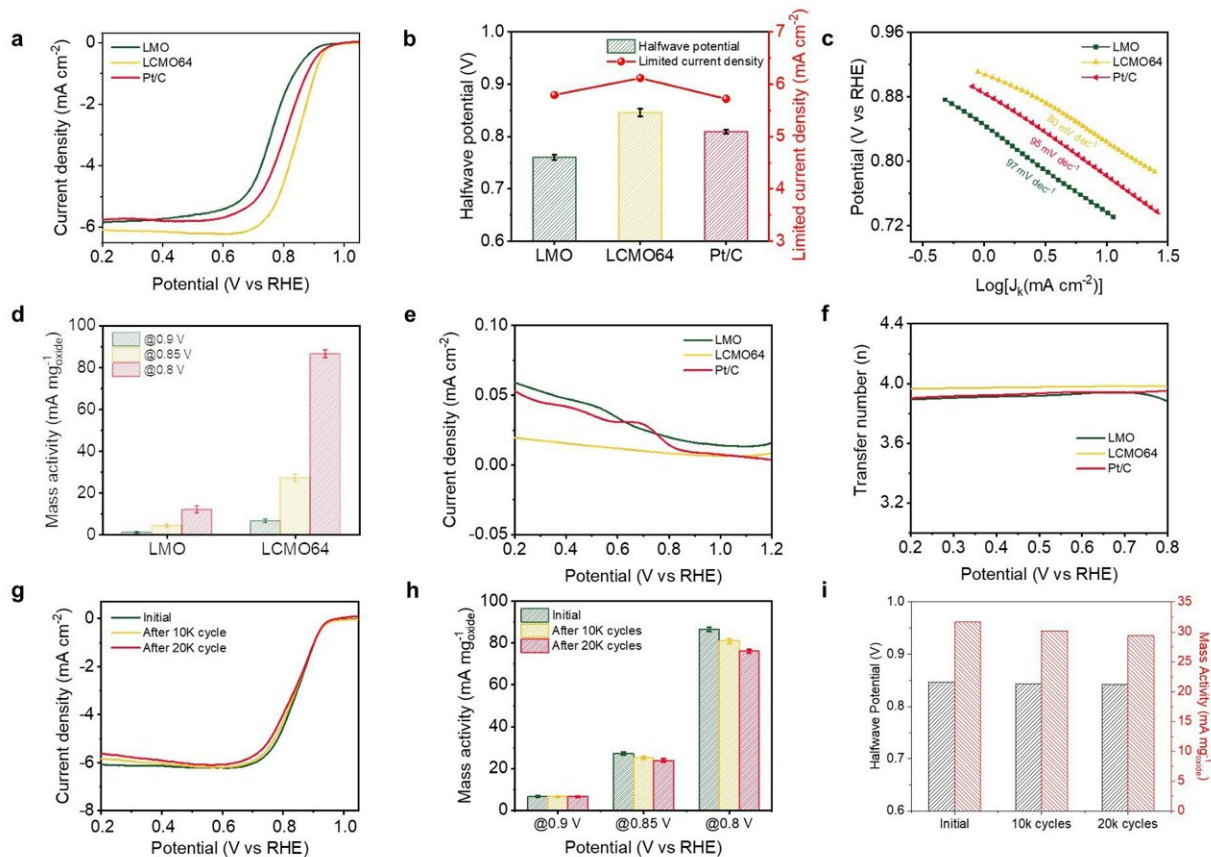 a
LMO
LCMO64
Pt/C
0
-2
-4
-6
0.2 0.4 0.6 0.8 1.0
Current density (mA cm⁻²)
Potential (V vs RHE)
b
Halfwave potential
Limited current density
1.0
0.9
0.8
0.7
0.6
7
6
5
4
3
LMO LCMO64 Pt/C
Halfwave potential (V)
Limited current density (mA cm⁻²)
c
LMO
LCMO64
Pt/C
0.96
0.88
0.80
0.72
80 mV dec⁻¹
95 mV dec⁻¹
97 mV dec⁻¹
-0.5 0.0 0.5 1.0 1.5
Potential (V vs RHE)
Log[Jₖ(mA cm⁻²)]
d
@0.9 V
@0.85 V
@0.8 V
100
80
60
40
20
0
LMO LCMO64
Mass activity (mA mg⁻¹oxide)
e
LMO
LCMO64
Pt/C
0.10
0.05
0.00
-0.05
0.2 0.4 0.6 0.8 1.0 1.2
Current density (mA cm⁻²)
Potential (V vs RHE)
f
LMO
LCMO64
Pt/C
4.4
4.0
3.6
3.2
0.2 0.3 0.4 0.5 0.6 0.7 0.8
Transfer number (n)
Potential (V vs RHE)
g
Initial
After 10K cycle
After 20K cycle
0
-2
-4
-6
-8
0.2 0.4 0.6 0.8 1.0
Current density (mA cm⁻²)
Potential (V vs RHE)
h
Initial
After 10K cycles
After 20K cycles
100
80
60
40
20
0
@0.9 V @0.85 V @0.8 V
Mass activity (mA mg⁻¹oxide)
Potential (V vs RHE)
i
1.0
0.9
0.8
0.7
0.6
35
30
25
20
15
10
5
0
Initial 10k cycles 20k cycles
Halfwave Potential (V)
Mass Activity (mA mg⁻¹oxide)